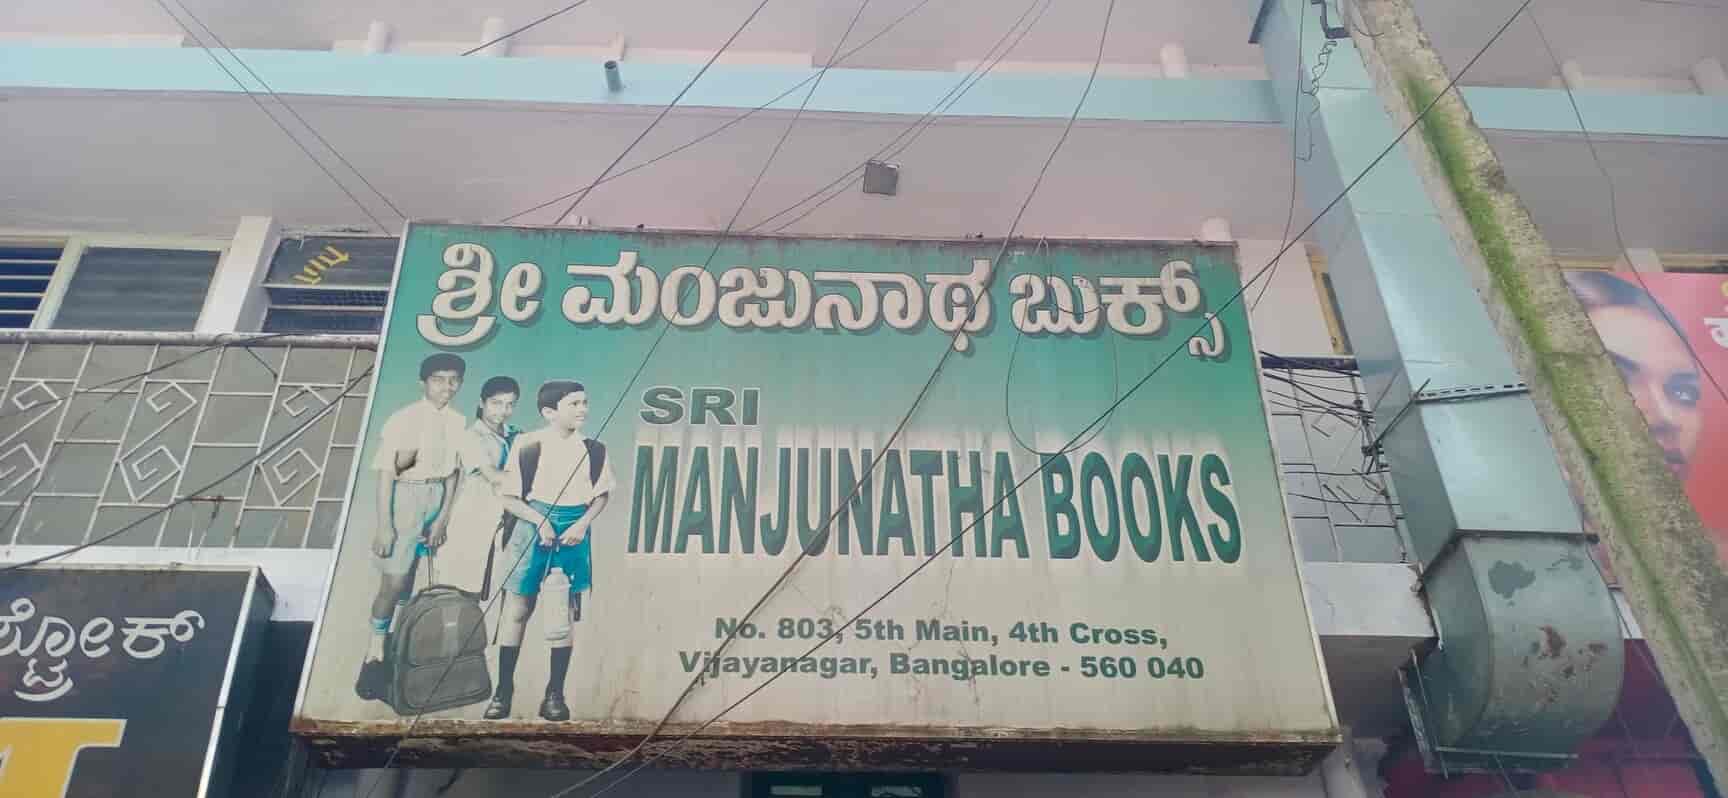 ಶ್ರೀ ಮಂಜುನಾಥ ಬುಕ್ಸ್
SRI
MANJUNATHA BOOKS
No. 803, 5th Main, 4th Cross,
Vijayanagar, Bangalore - 560 040